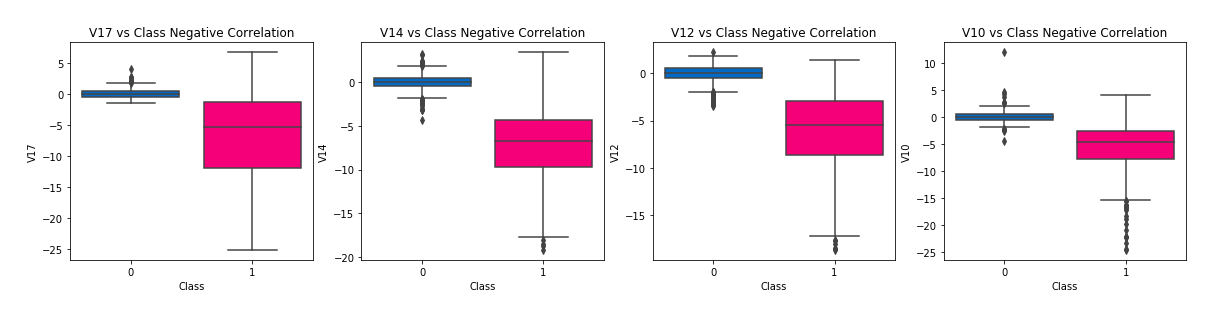 V17 vs Class Negative Correlation
V17
5
0
−5
−10
−15
−20
−25
0
1
Class
V14 vs Class Negative Correlation
V14
0
−5
−10
−15
−20
0
1
Class
V12 vs Class Negative Correlation
V12
0
−5
−10
−15
0
1
Class
V10 vs Class Negative Correlation
V10
10
5
0
−5
−10
−15
−20
−25
0
1
Class